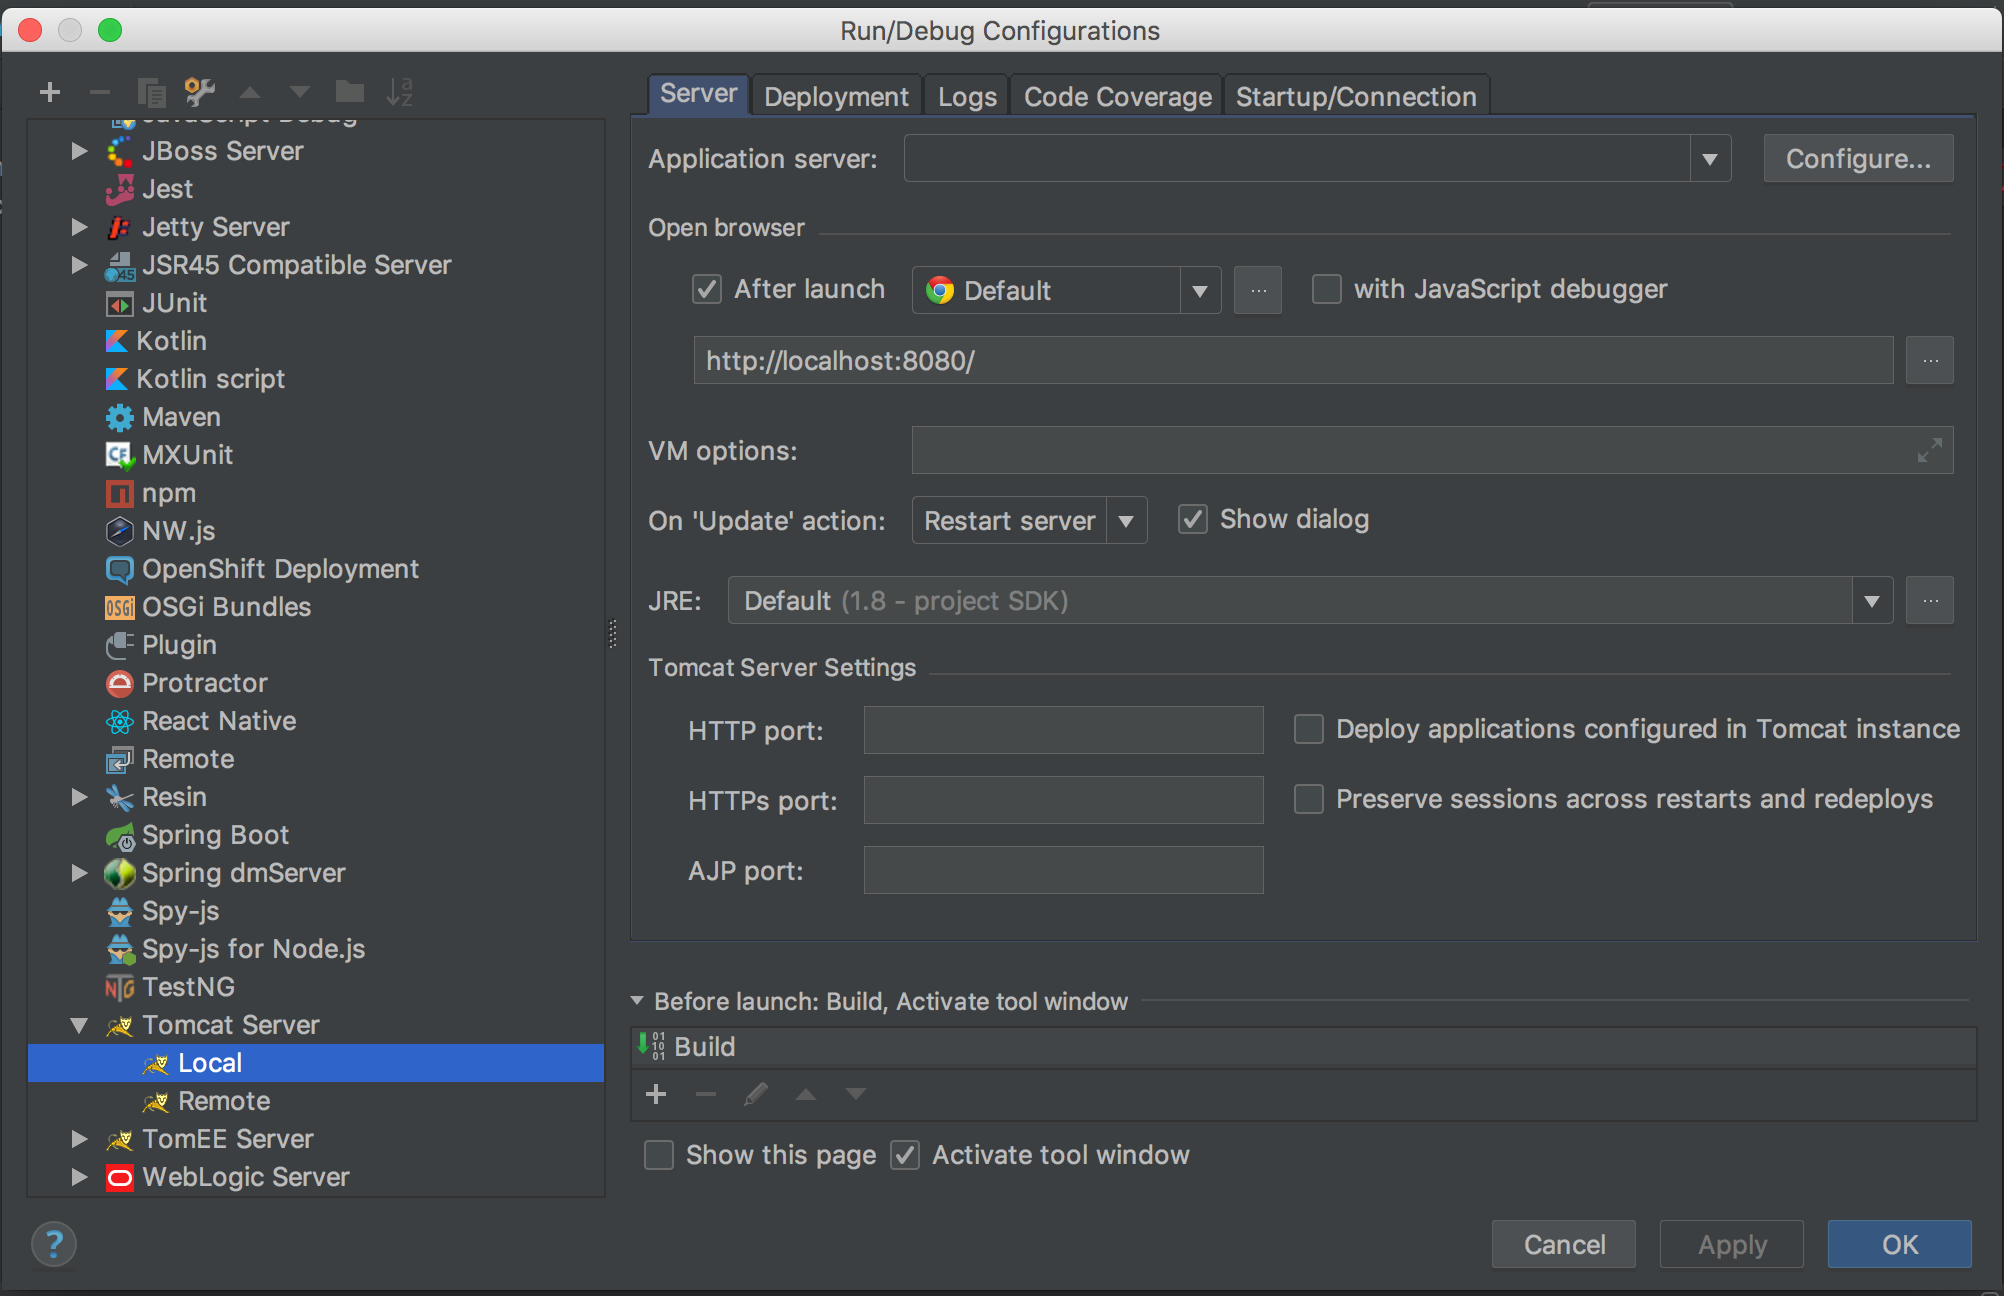 Run/Debug Configurations
JavaScript Debug
JBoss Server
Jest
Jetty Server
JSR45 Compatible Server
JUnit
Kotlin
Kotlin script
Maven
MXUnit
npm
NW.js
OpenShift Deployment
OSGi Bundles
Plugin
Protractor
React Native
Remote
Resin
Spring Boot
Spring dmServer
Spy-js
Spy-js for Node.js
TestNG
Tomcat Server
Local
Remote
TomEE Server
WebLogic Server
Server Deployment Logs Code Coverage Startup/Connection
Application server: Configure...
Open browser
After launch Default ... with JavaScript debugger
http://localhost:8080/ ...
VM options:
On 'Update' action: Restart server Show dialog
JRE: Default (1.8 - project SDK) ...
Tomcat Server Settings
HTTP port: Deploy applications configured in Tomcat instance
HTTPs port: Preserve sessions across restarts and redeploys
AJP port:
Before launch: Build, Activate tool window
Build
Show this page Activate tool window
? Cancel Apply OK